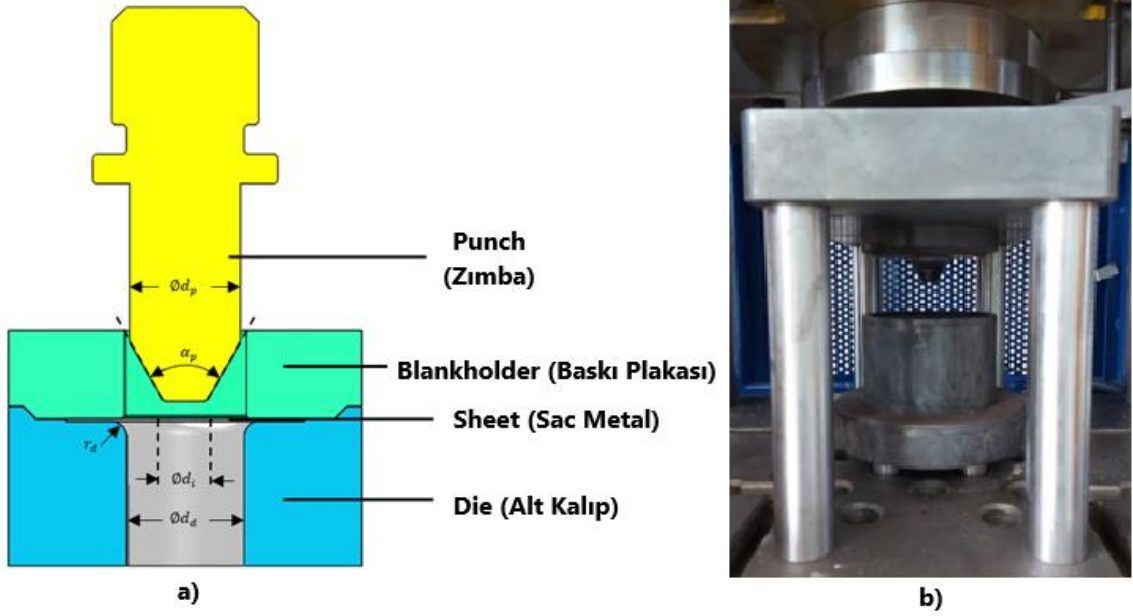 Punch
(Zımba)
Ød_p
α_p
Blankholder (Baskı Plakası)
Sheet (Sac Metal)
r_d
Ød_i
Die (Alt Kalıp)
Ød_d
a)
b)